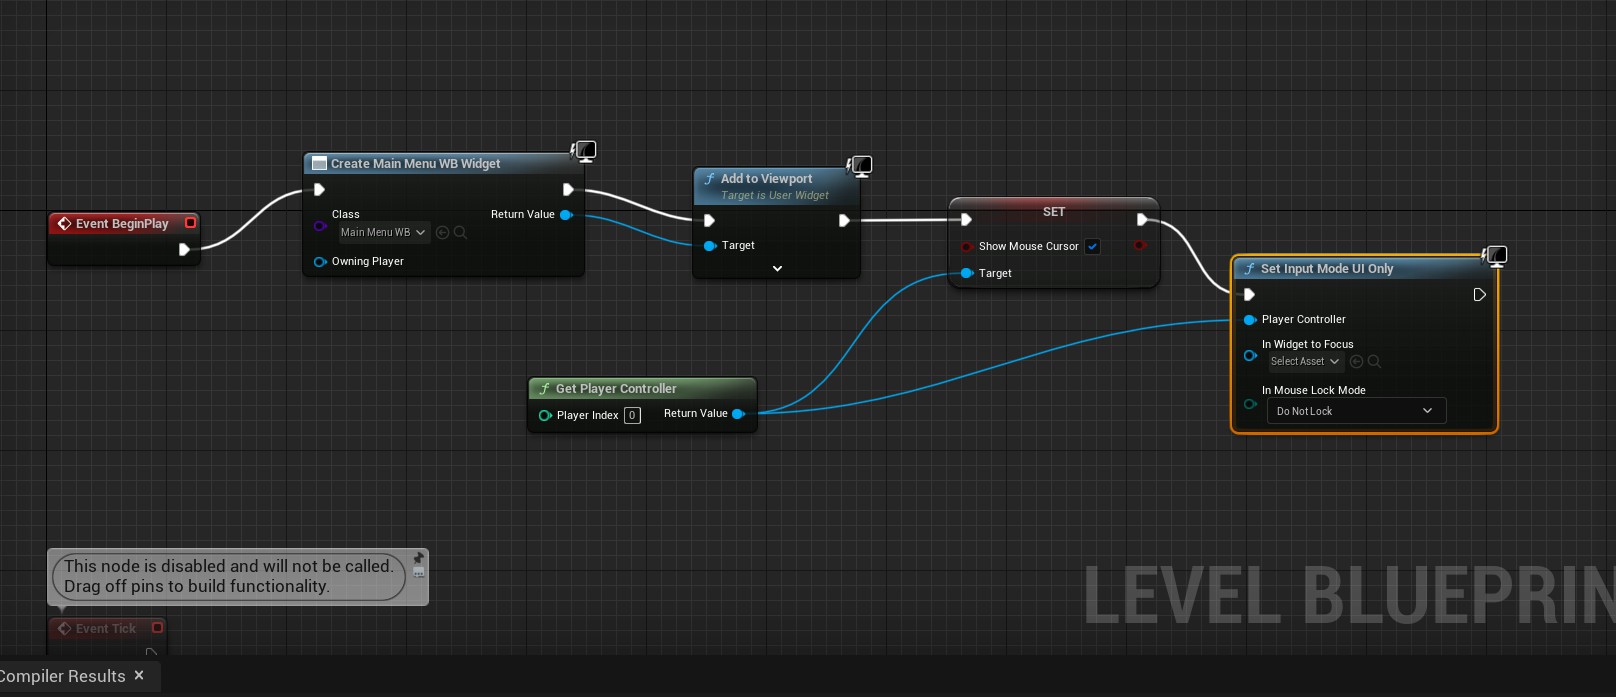 Create Main Menu WB Widget
Class
Main Menu WB
Return Value
Owning Player
Event BeginPlay
f Add to Viewport
Target is User Widget
Target
SET
Show Mouse Cursor
Target
f Set Input Mode UI Only
Player Controller
In Widget to Focus
Select Asset
In Mouse Lock Mode
Do Not Lock
f Get Player Controller
Player Index 0 Return Value
This node is disabled and will not be called.
Drag off pins to build functionality.
Event Tick
LEVEL BLUEPRIN
Compiler Results ×